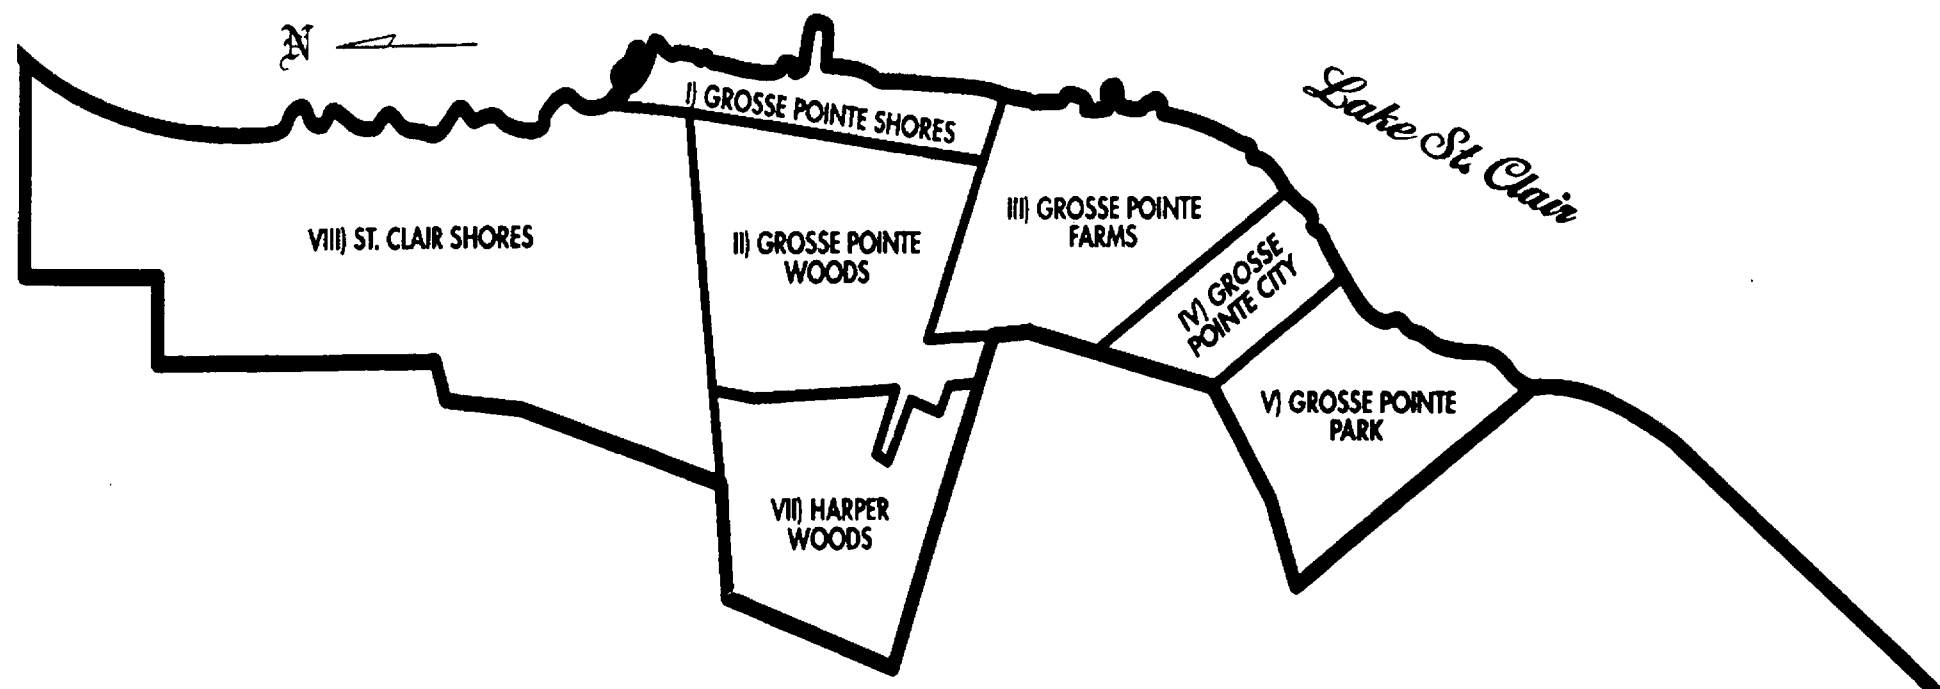 N
Lake St. Clair
I) GROSSE POINTE SHORES
VIII) ST. CLAIR SHORES
II) GROSSE POINTE
WOODS
III) GROSSE POINTE
FARMS
IV) GROSSE
POINTE CITY
V) GROSSE POINTE
PARK
VII) HARPER
WOODS